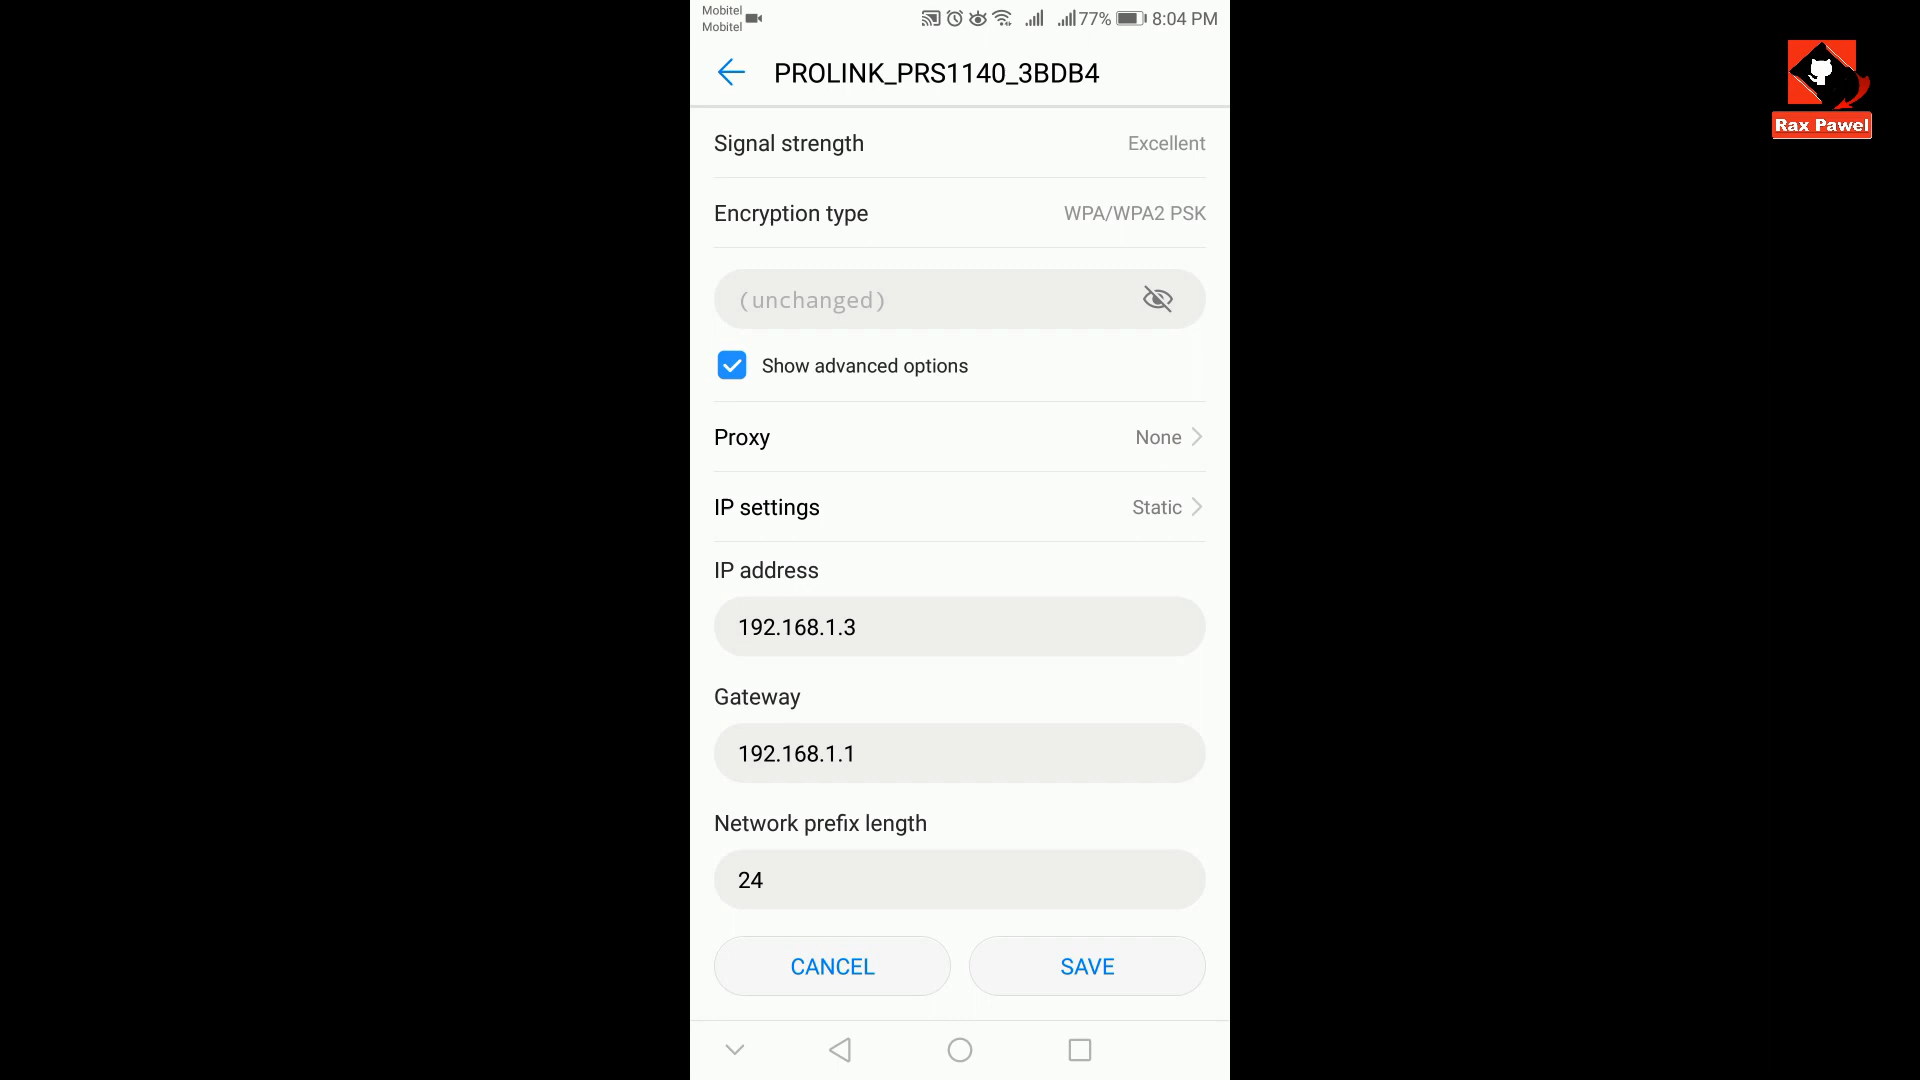 Mobitel
Mobitel
77% 8:04 PM
PROLINK_PRS1140_3BDB4
Signal strength Excellent
Encryption type WPA/WPA2 PSK
(unchanged)
Show advanced options
Proxy None
IP settings Static
IP address
192.168.1.3
Gateway
192.168.1.1
Network prefix length
24
CANCEL SAVE
Rax Pawel